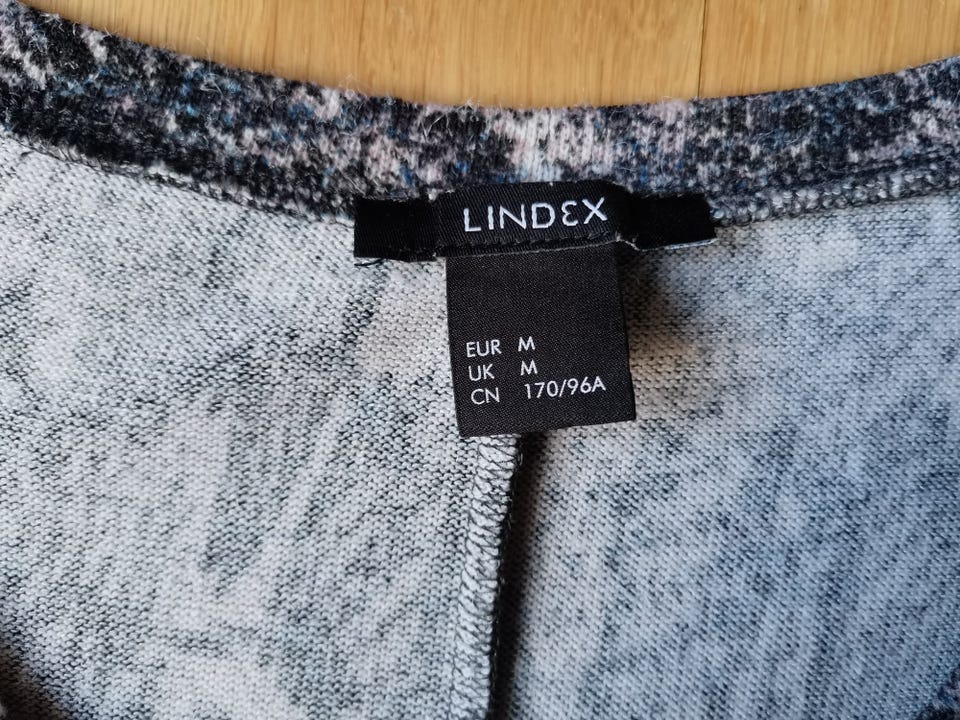 LINDEX
EUR M
UK M
CN 170/96A